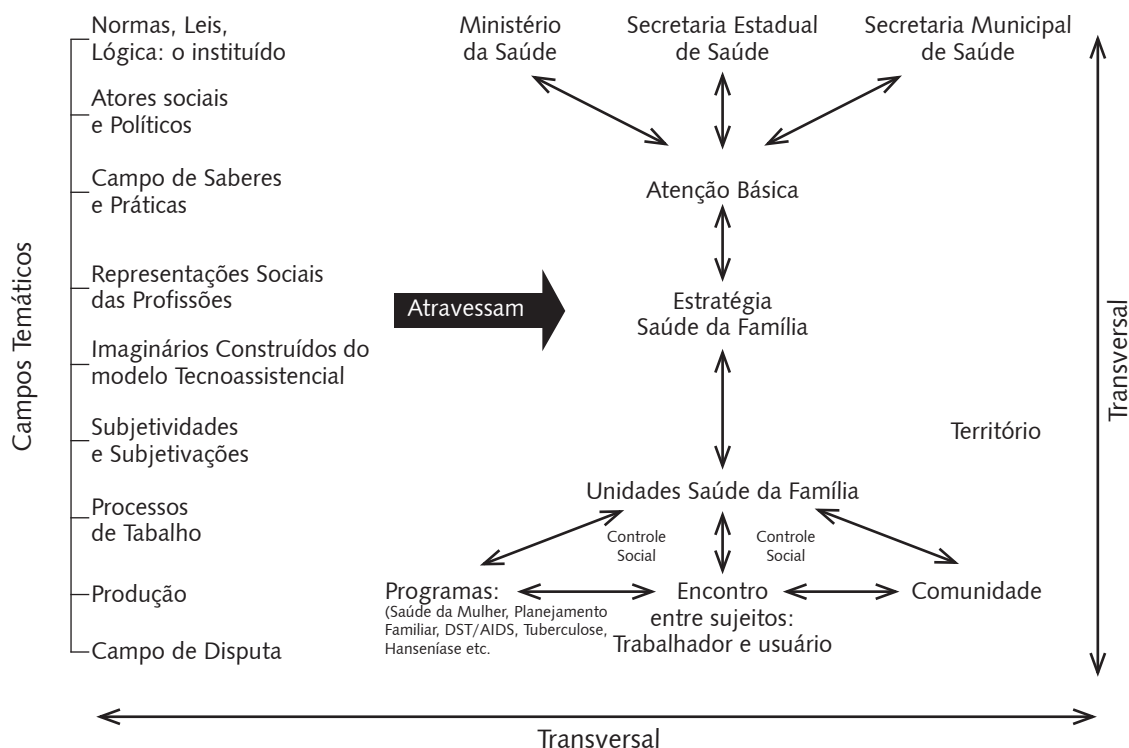 Campos Temáticos
Normas, Leis,
Lógica: o instituído
Atores sociais
e Políticos
Campo de Saberes
e Práticas
Representações Sociais
das Profissões
Imaginários Construídos do
modelo Tecnoassistencial
Subjetividades
e Subjetivações
Processos
de Tabalho
Produção
Campo de Disputa
Atravessam
Ministério
da Saúde
Secretaria Estadual
de Saúde
Secretaria Municipal
de Saúde
Atenção Básica
Estratégia
Saúde da Família
Território
Unidades Saúde da Família
Controle
Social
Controle
Social
Programas:
(Saúde da Mulher, Planejamento
Familiar, DST/AIDS, Tuberculose,
Hanseníase etc.
Encontro
entre sujeitos:
Trabalhador e usuário
Comunidade
Transversal
Transversal